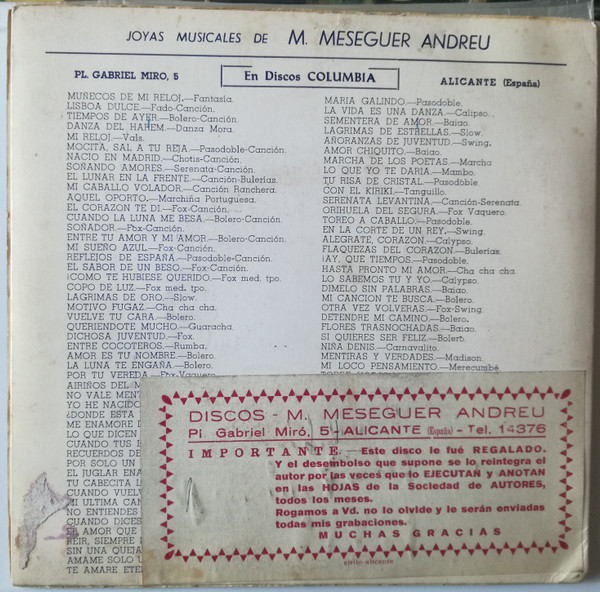 JOYAS MUSICALES DE M. MESEGUER ANDREU
PL. GABRIEL MIRO, 5
En Discos COLUMBIA
ALICANTE (España)
MUÑECOS DE MI RELOJ.—Fantasía.
LISBOA DULCE.—Fado-Canción.
TIEMPOS DE AYER.—Bolero-Canción.
DANZA DEL HAREM.—Danza Mora.
MI RELOJ.—Vals.
MOCITA, SAL A TU REJA.—Pasodoble-Canción.
NACIO EN MADRID.—Chotis-Canción.
SOÑANDO AMORES.—Serenata-Canción.
EL LUNAR EN LA FRENTE.—Canción-Bulerías.
MI CABALLO VOLADOR.—Canción Ranchera.
AQUEL OPORTO.—Marchiña Portuguesa.
EL CORAZON TE DI.—Fox-Canción.
CUANDO LA LUNA ME BESA.—Bolero-Canción.
SOÑADOR.—Fox-Canción.
ENTRE TU AMOR Y MI AMOR.—Bolero-Canción.
MI SUEÑO AZUL.—Fox-Canción.
REFLEJOS DE ESPAÑA.—Pasodoble-Canción.
EL SABOR DE UN BESO.—Fox-Canción.
¡COMO TE HUBIESE QUERIDO.—Fox med. tpo.
COPO DE LUZ.—Fox med. tpo.
LAGRIMAS DE ORO.—Slow.
MOTIVO FUGAZ.—Cha cha cha.
VUELVE TU CARA.—Bolero.
QUERIENDOTE MUCHO.—Guaracha.
DICHOSA JUVENTUD.—Fox.
ENTRE COCOTEROS.—Rumba.
AMOR ES TU NOMBRE.—Bolero.
LA LUNA TE ENGAÑA.—Bolero.
POR TU VEREDA.—Fox-Vaquero.
AIRIÑOS DEL M
NO VALE MENT
YO HE NACIDO
¿DONDE ESTA
ME ENAMORE D
LO QUE DICEN
CUANDO TUS
RECUERDOS DE
POR SOLO UN
EL JUGLAR ENA
TU CABECITA L
CUANDO VUELV
MI ULTIMA CAN
NO ENTIENDES
CUANDO DICES
AMOR QUE
REIR, SIEMPRE
SIN UNA QUEJA
AMAME SOLO U
TE AMARE ETE
MARIA GALINDO.—Pasodoble.
LA VIDA ES UNA DANZA.—Calipso.
SEMENTERA DE AMOR.—Baiao.
LAGRIMAS DE ESTRELLAS.—Slow.
AÑORANZAS DE JUVENTUD.—Swing.
AMOR CHIQUITO.—Baiao.
MARCHA DE LOS POETAS.—Marcha
LO QUE YO TE DARIA.—Mambo.
TU RISA DE CRISTAL.—Pasodoble.
CON EL KIRIKI.—Tanguillo.
SERENATA LEVANTINA.—Canción-Serenata.
ORIHUELA DEL SEGURA.—Fox Vaquero.
TOREO A CABALLO.—Pasodoble.
EN LA CORTE DE UN REY.—Swing.
ALEGRATE, CORAZON.—Calypso.
FLAQUEZAS DEL CORAZON.—Bulerías.
¡AY, QUE TIEMPOS.—Pasodoble.
HASTA PRONTO MI AMOR.—Cha cha cha
LO SABEMOS TU Y YO.—Calypso.
DIMELO SIN PALABRAS.—Baiao.
MI CANCION TE BUSCA.—Bolero.
OTRA VEZ VOLVERAS.—Fox-Swing.
DETENDRE MI CAMINO.—Bolero.
FLORES TRASNOCHADAS.—Baiao.
SI QUIERES SER FELIZ.—Bolero.
NIÑA DENIS.—Carnavalito.
MENTIRAS Y VERDADES.—Madison.
MI LOCO PENSAMIENTO.—Merecumbé.
DISCOS - M. MESEGUER ANDREU
Pl. Gabriel Miró, 5-ALICANTE (España)-Tel. 14376
IMPORTANTE.—Este disco le fué REGALADO.
Y el desembolso que supone se lo reintegra el
autor por las veces que lo EJECUTAN y ANOTAN
en las HOJAS de la Sociedad de AUTORES,
todos los meses.
Rogamos a Vd. no lo olvide y le serán enviadas
todas mis grabaciones.
MUCHAS GRACIAS